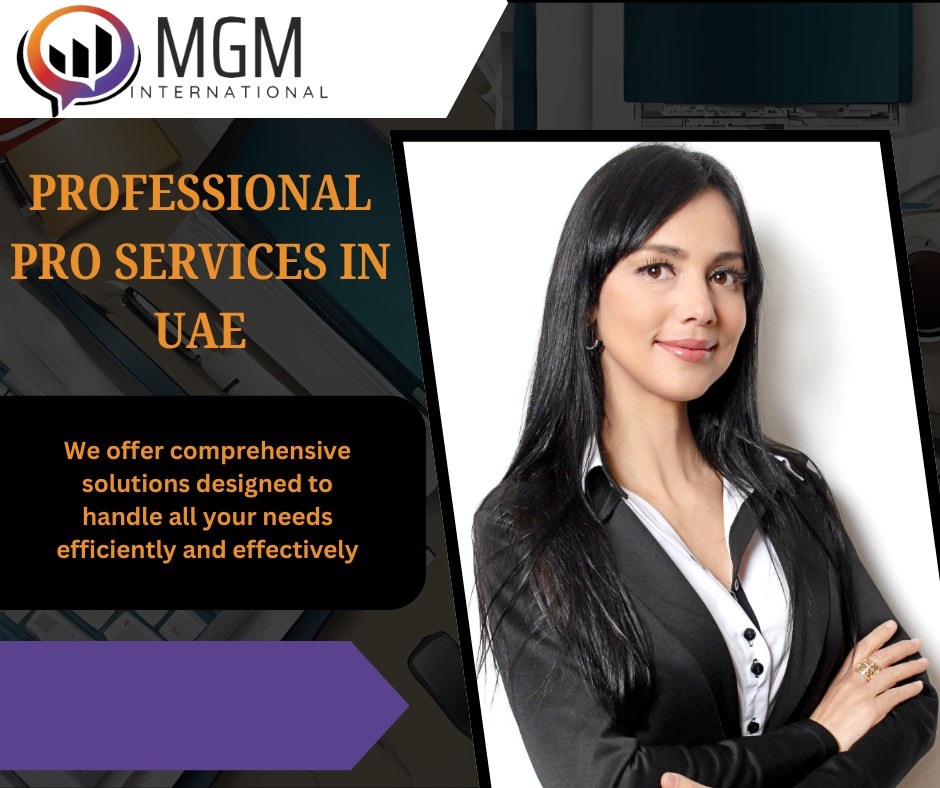 MGM
INTERNATIONAL
PROFESSIONAL
PRO SERVICES IN
UAE
We offer comprehensive
solutions designed to
handle all your needs
efficiently and effectively